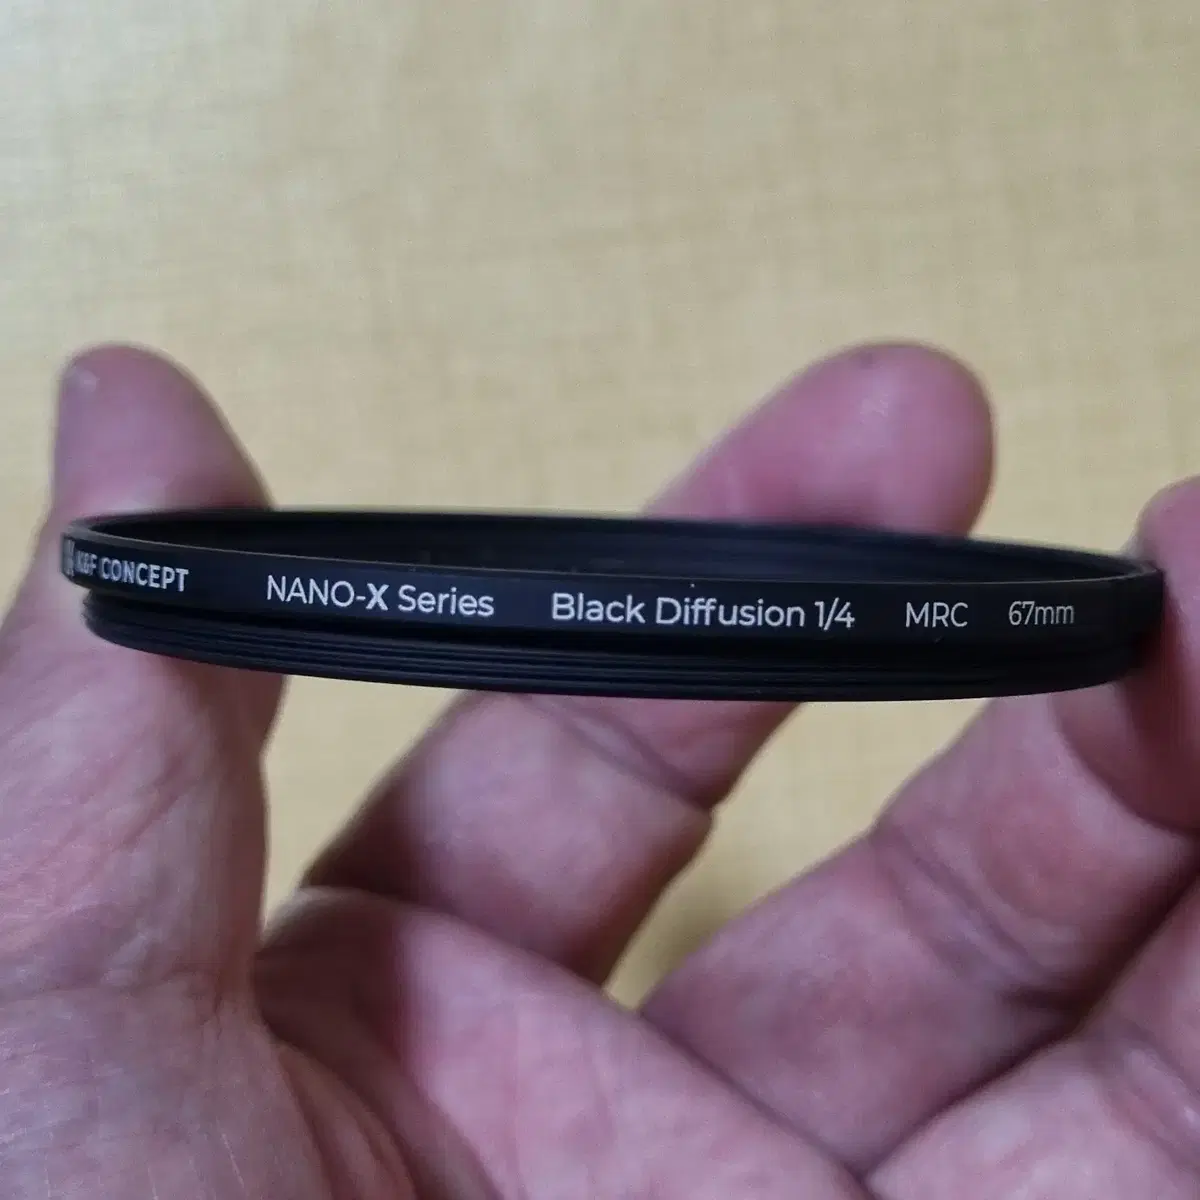 K&F CONCEPT NANO-X Series Black Diffusion 1/4 MRC 67mm